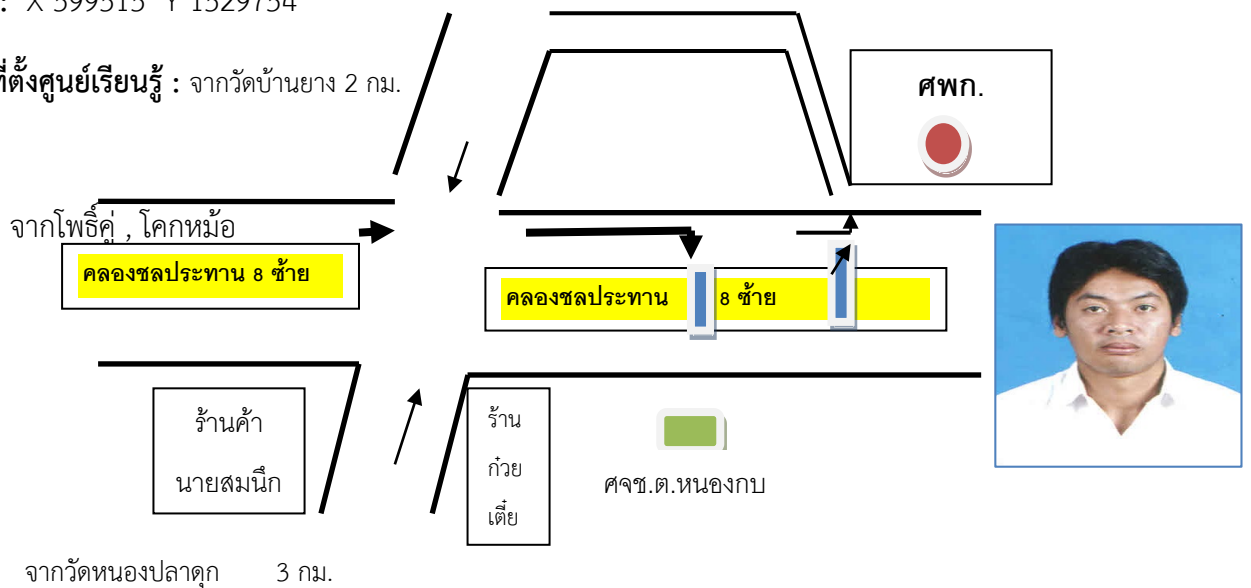 : X 599515 Y 1529754
ที่ตั้งศูนย์เรียนรู้ : จากวัดบ้านยาง 2 กม.
ศพก.
จากโพธิ์คู่ , โคกหม้อ
คลองชลประทาน 8 ซ้าย
คลองชลประทาน 8 ซ้าย
ร้านค้า
นายสมนึก
ร้าน
ก๋วย
เตี๋ย
ศจช.ต.หนองกบ
จากวัดหนองปลาดุก 3 กม.